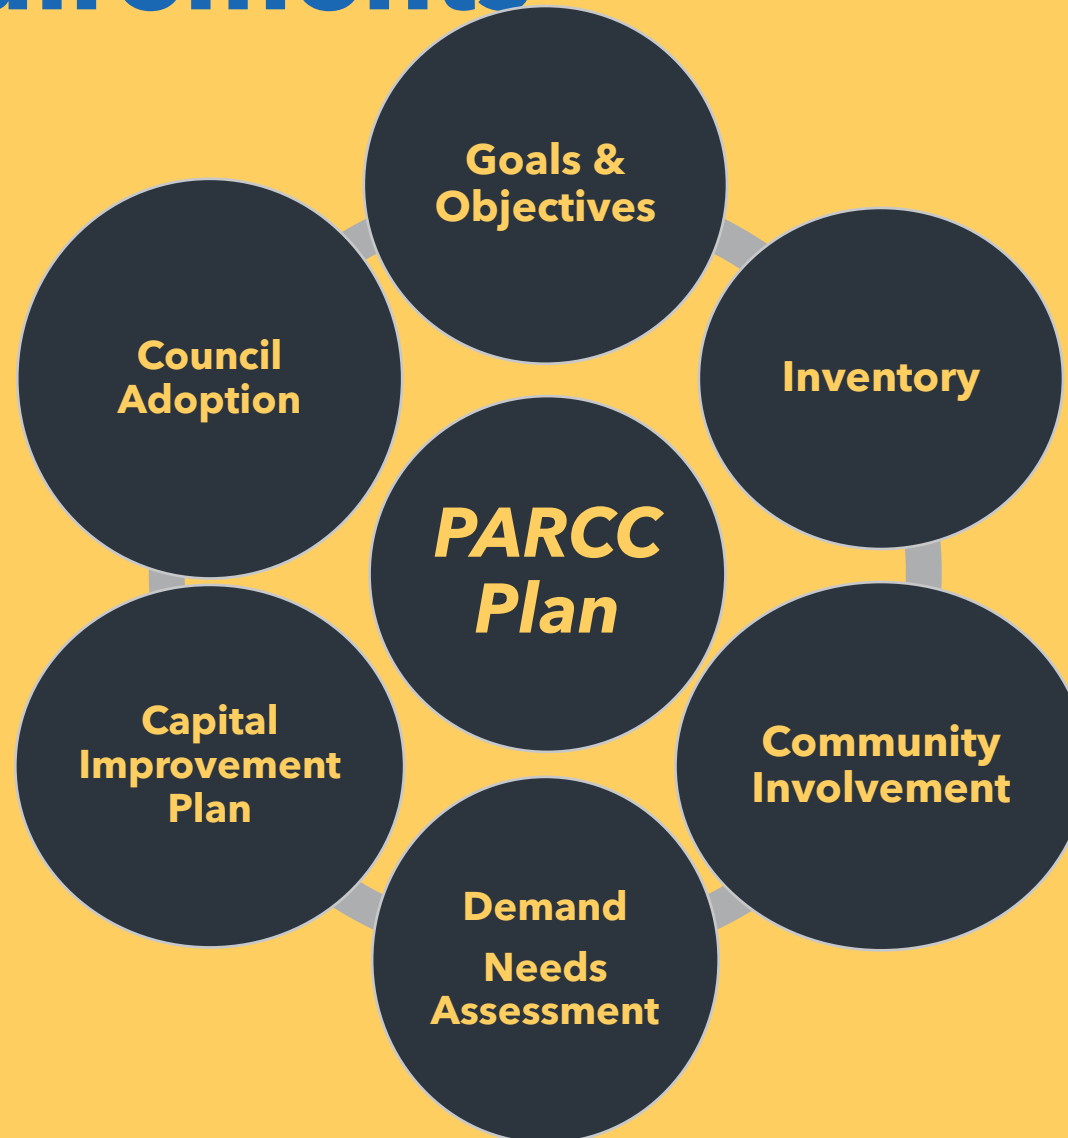 Goals &
Objectives
Inventory
Council
Adoption
PARCC
Plan
Community
Involvement
Capital
Improvement
Plan
Demand
Needs
Assessment